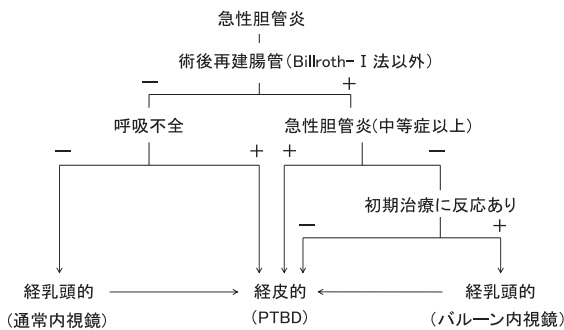 急性胆管炎
術後再建腸管(Billroth-Ⅰ法以外)
− +
呼吸不全 急性胆管炎(中等症以上)
− + + −
初期治療に反応あり
− +
経乳頭的 経皮的 経乳頭的
(通常内視鏡) (PTBD) (バルーン内視鏡)